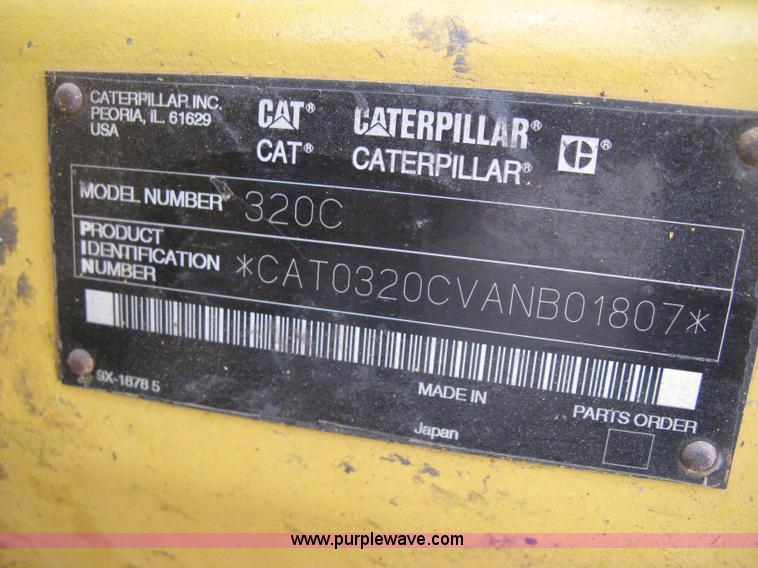 CATERPILLAR INC.
PEORIA, IL. 61629
USA
CAT®
CAT®
CATERPILLAR®
CATERPILLAR®
C®
MODEL NUMBER 320C
PRODUCT
IDENTIFICATION
NUMBER
*CAT0320CVANB01807*
*CAT0320CVANB01807*
9X-1878 5
MADE IN
Japan
PARTS ORDER
www.purplewave.com